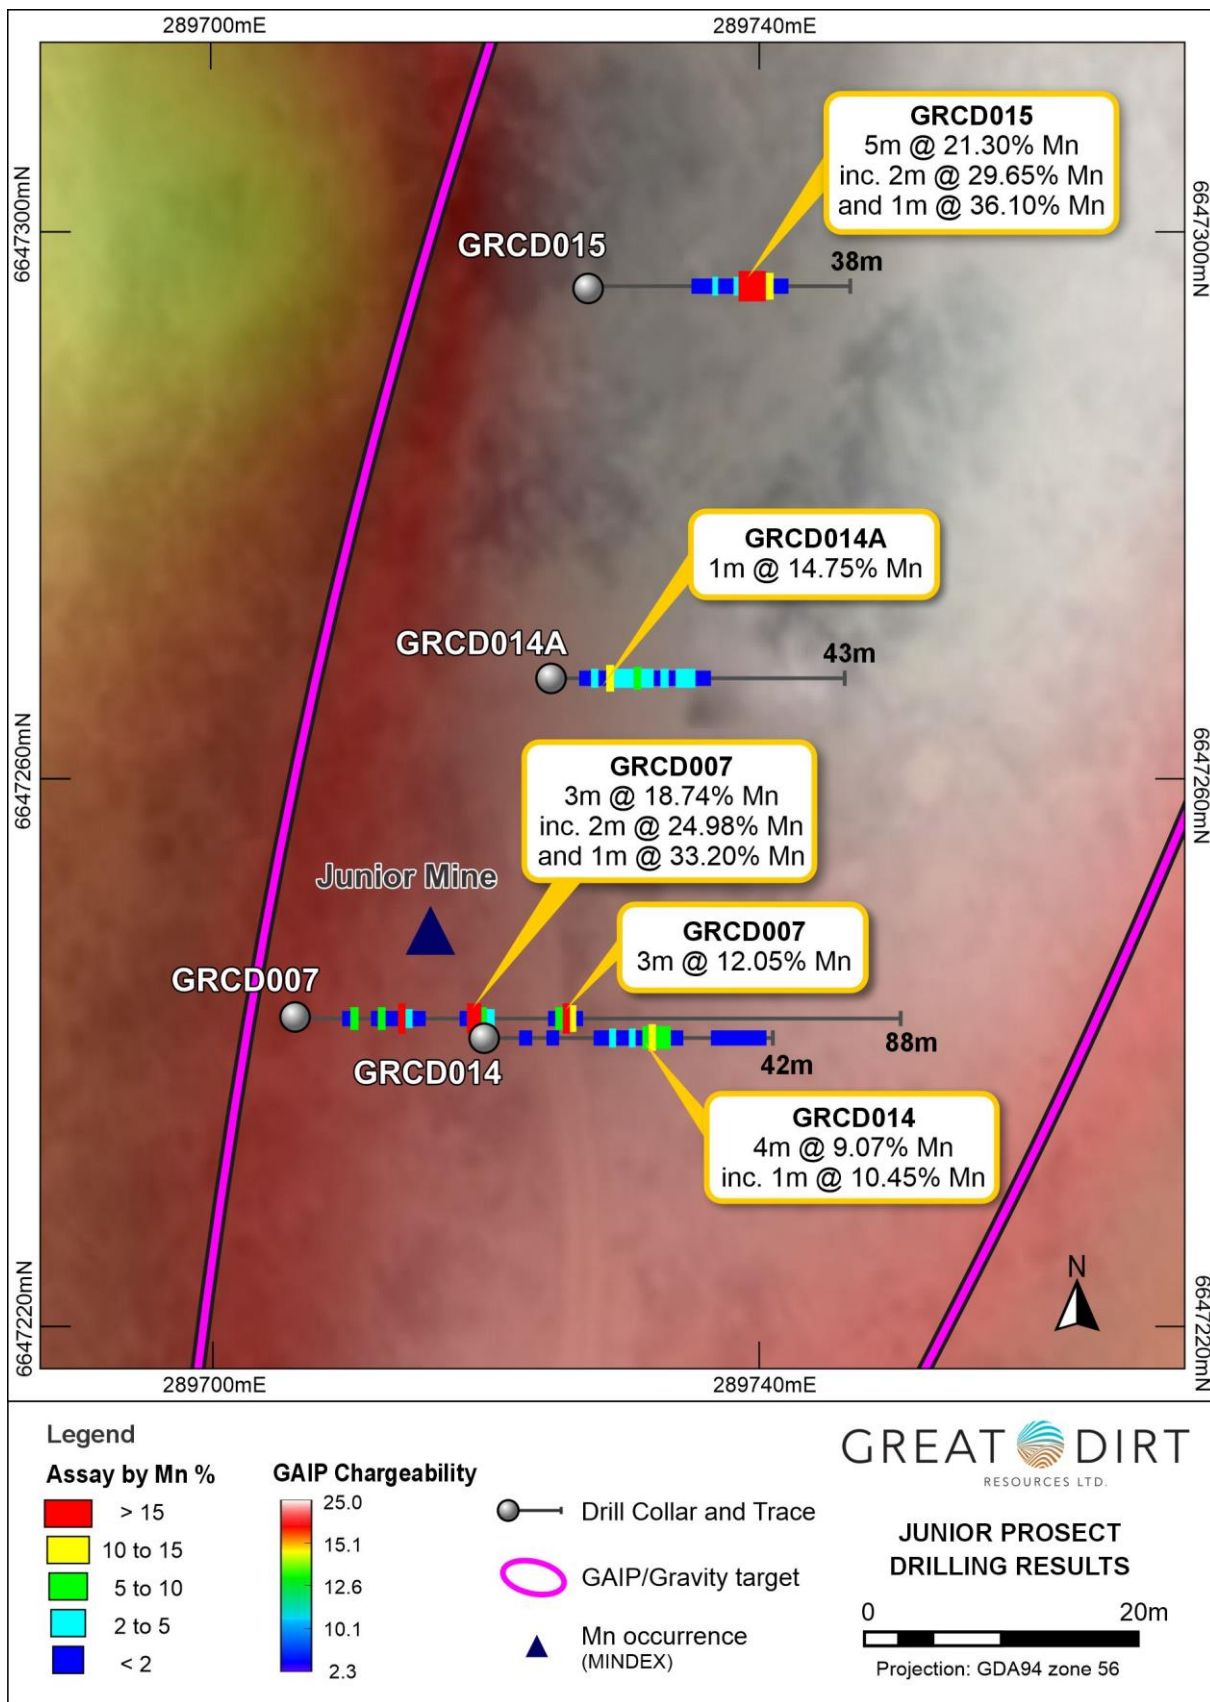 289700mE
289740mE
6647300mN
6647300mN
GRCD015
5m @ 21.30% Mn
inc. 2m @ 29.65% Mn
and 1m @ 36.10% Mn
GRCD015
38m
GRCD014A
1m @ 14.75% Mn
GRCD014A
43m
6647260mN
6647260mN
GRCD007
3m @ 18.74% Mn
inc. 2m @ 24.98% Mn
and 1m @ 33.20% Mn
Junior Mine
GRCD007
3m @ 12.05% Mn
GRCD007
88m
GRCD014
42m
GRCD014
4m @ 9.07% Mn
inc. 1m @ 10.45% Mn
N
6647220mN
6647220mN
289700mE
289740mE
Legend
Assay by Mn %
> 15
10 to 15
5 to 10
2 to 5
< 2
GAIP Chargeability
25.0
15.1
12.6
10.1
2.3
Drill Collar and Trace
GAIP/Gravity target
Mn occurrence
(MINDEX)
GREAT DIRT
RESOURCES LTD.
JUNIOR PROSECT
DRILLING RESULTS
0 20m
Projection: GDA94 zone 56